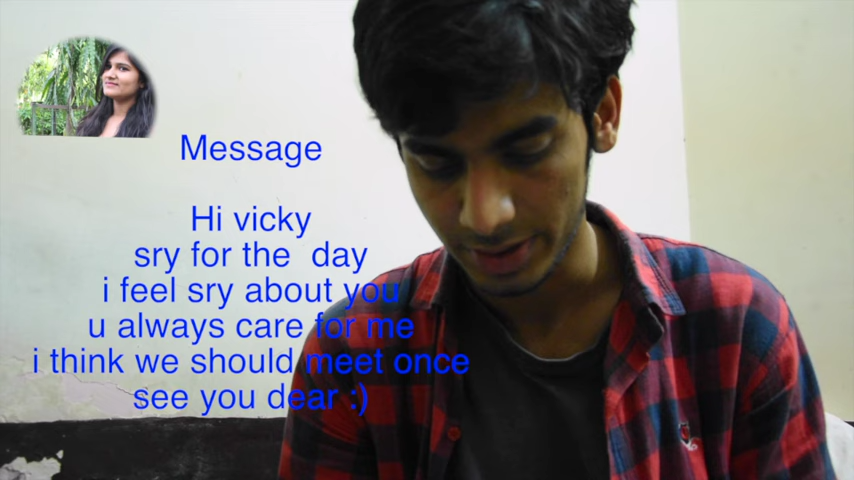 Message
Hi vicky
sry for the  day
i feel sry about you
u always care for me
i think we should meet once
see you dear :)